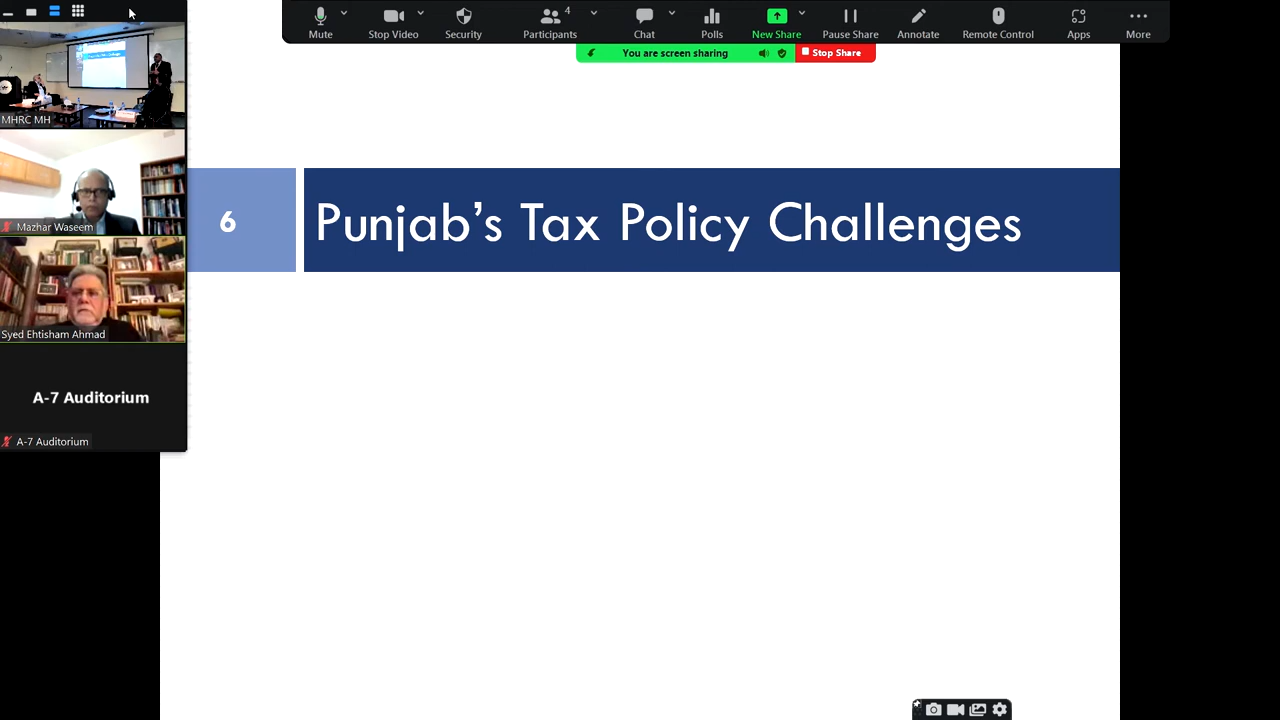 Mute
Stop Video
Security
Participants
4
Chat
Polls
New Share
Pause Share
Annotate
Remote Control
Apps
More
You are screen sharing
Stop Share
MHRC MH
Mazhar Waseem
Syed Ehtisham Ahmad
A-7 Auditorium
A-7 Auditorium
6
Punjab’s Tax Policy Challenges